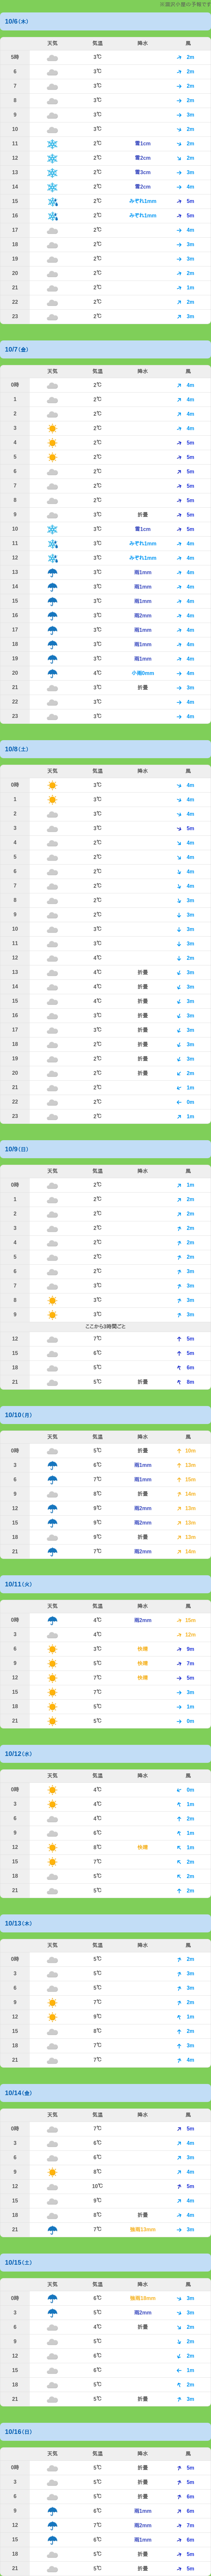 の予報です
10/6(木)
天気 気温 降水 風
5時 3℃ 2m
6 3℃ 2m
7 3℃ 2m
8 3℃ 2m
9 3℃ 3m
10 3℃ 2m
11 2℃ 雪1cm 2m
12 2℃ 雪2cm 2m
13 2℃ 雪3cm 3m
14 2℃ 雪2cm 4m
15 2℃ みぞれ1mm 5m
16 2℃ みぞれ1mm 5m
17 2℃ 4m
18 2℃ 3m
19 2℃ 3m
20 2℃ 2m
21 2℃ 1m
22 2℃ 2m
23 2℃ 3m
10/7(金)
天気 気温 降水 風
0時 2℃ 4m
1 2℃ 4m
2 2℃ 4m
3 2℃ 4m
4 2℃ 5m
5 2℃ 5m
6 2℃ 5m
7 2℃ 5m
8 2℃ 5m
9 3℃ 折曇 5m
10 3℃ 雪1cm 5m
11 3℃ みぞれ1mm 4m
12 3℃ みぞれ1mm 4m
13 3℃ 雨1mm 4m
14 3℃ 雨1mm 4m
15 3℃ 雨1mm 4m
16 3℃ 雨2mm 4m
17 3℃ 雨1mm 4m
18 3℃ 雨1mm 4m
19 3℃ 雨1mm 4m
20 4℃ 小雨0mm 4m
21 3℃ 折曇 3m
22 3℃ 4m
23 3℃ 4m
10/8(土)
天気 気温 降水 風
0時 3℃ 4m
1 3℃ 4m
2 3℃ 4m
3 3℃ 5m
4 2℃ 4m
5 2℃ 4m
6 2℃ 4m
7 2℃ 4m
8 2℃ 3m
9 2℃ 3m
10 3℃ 3m
11 3℃ 3m
12 4℃ 2m
13 4℃ 折曇 3m
14 4℃ 折曇 3m
15 4℃ 折曇 3m
16 3℃ 折曇 3m
17 3℃ 折曇 3m
18 2℃ 折曇 3m
19 2℃ 折曇 3m
20 2℃ 折曇 2m
21 2℃ 1m
22 2℃ 0m
23 2℃ 1m
10/9(日)
天気 気温 降水 風
0時 3℃ 1m
1 2℃ 2m
2 2℃ 2m
3 2℃ 2m
4 2℃ 2m
5 2℃ 2m
6 3℃ 3m
7 3℃ 3m
8 3℃ 3m
9 3℃ 3m
ここから3時間ごと
12 7℃ 5m
15 6℃ 5m
18 5℃ 6m
21 5℃ 折曇 8m
10/10(月)
天気 気温 降水 風
0時 5℃ 折曇 10m
3 6℃ 雨1mm 12m
6 7℃ 雨1mm 15m
9 8℃ 折曇 14m
12 9℃ 雨2mm 13m
15 9℃ 雨2mm 13m
18 9℃ 折曇 13m
21 7℃ 雨2mm 14m
10/11(火)
天気 気温 降水 風
0時 4℃ 雨2mm 15m
3 4℃ 12m
6 3℃ 快晴 9m
9 5℃ 快晴 7m
12 7℃ 快晴 5m
15 7℃ 3m
18 5℃ 1m
21 5℃ 0m
10/12(水)
天気 気温 降水 風
0時 4℃ 0m
3 4℃ 1m
6 4℃ 2m
9 6℃ 1m
12 8℃ 快晴 1m
15 7℃ 2m
18 5℃ 2m
21 5℃ 2m
10/13(木)
天気 気温 降水 風
0時 5℃ 2m
3 5℃ 3m
6 5℃ 3m
9 7℃ 2m
12 9℃ 1m
15 8℃ 2m
18 7℃ 3m
21 7℃ 4m
10/14(金)
天気 気温 降水 風
0時 7℃ 5m
3 6℃ 4m
6 6℃ 3m
9 8℃ 4m
12 10℃ 5m
15 9℃ 4m
18 8℃ 折曇 4m
21 7℃ 強雨13mm 3m
10/15(土)
天気 気温 降水 風
0時 6℃ 強雨16mm 3m
3 5℃ 雨2mm 3m
6 4℃ 折曇 2m
9 5℃ 2m
12 6℃ 2m
15 6℃ 1m
18 5℃ 2m
21 5℃ 折曇 3m
10/16(日)
天気 気温 降水 風
0時 5℃ 折曇 5m
3 5℃ 折曇 5m
6 5℃ 折曇 6m
9 6℃ 雨1mm 6m
12 7℃ 雨2mm 7m
15 6℃ 雨1mm 6m
18 5℃ 折曇 5m
21 5℃ 折曇 5m